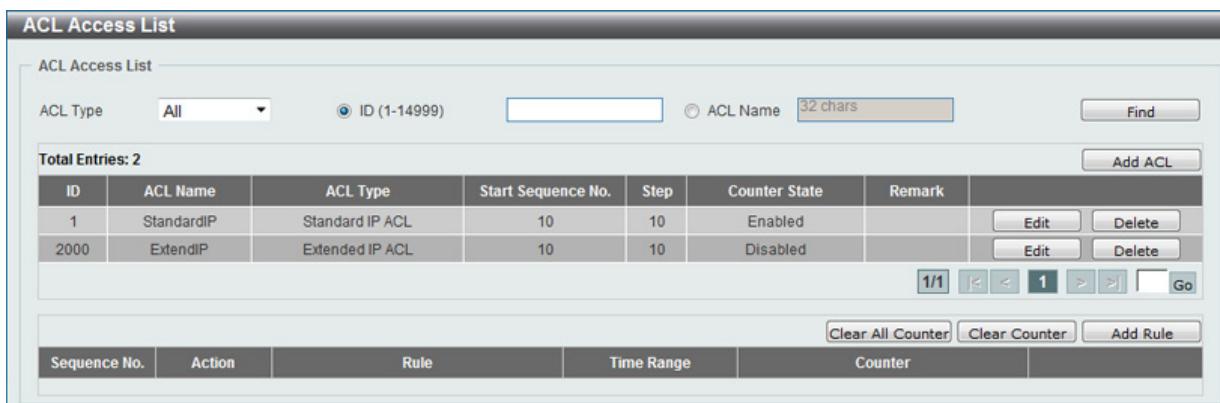 ACL Access List
ACL Access List
ACL Type All ID (1-14999) ACL Name 32 chars Find
Total Entries: 2 Add ACL
ID ACL Name ACL Type Start Sequence No. Step Counter State Remark
1 StandardIP Standard IP ACL 10 10 Enabled Edit Delete
2000 ExtendIP Extended IP ACL 10 10 Disabled Edit Delete
1/1 |< < 1 > >| Go
Clear All Counter Clear Counter Add Rule
Sequence No. Action Rule Time Range Counter